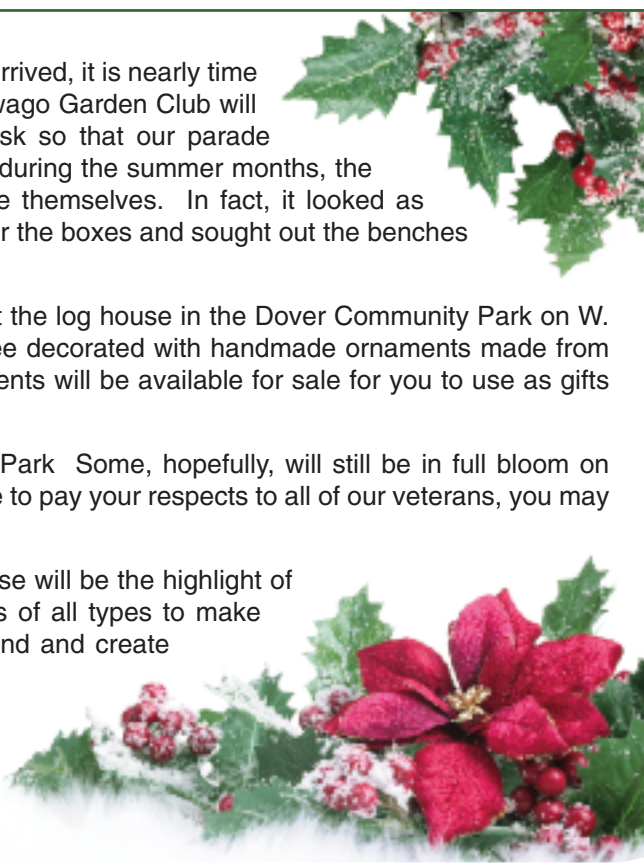 rrived, it is nearly time
wago Garden Club will
sk so that our parade
during the summer months, the
e themselves. In fact, it looked as
r the boxes and sought out the benches
t the log house in the Dover Community Park on W.
ee decorated with handmade ornaments made from
ents will be available for sale for you to use as gifts
Park Some, hopefully, will still be in full bloom on
e to pay your respects to all of our veterans, you may
se will be the highlight of
s of all types to make
nd and create